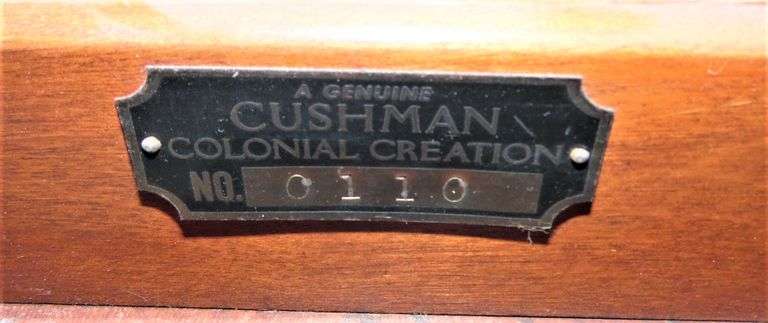 A GENUINE
CUSHMAN
COLONIAL CREATION
NO. 0110